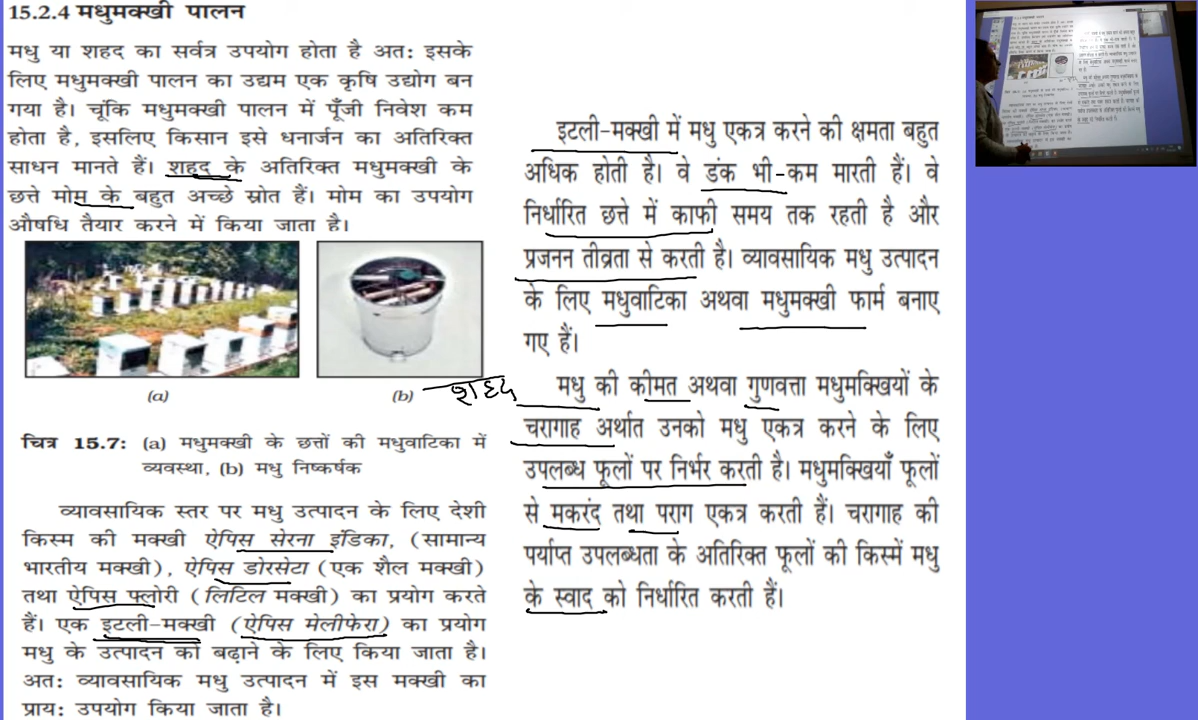 15.2.4 मधुमक्खी पालन
मधु या शहद का सर्वत्र उपयोग होता है अतः इसके
लिए मधुमक्खी पालन का उद्यम एक कृषि उद्योग बन
गया है। चूंकि मधुमक्खी पालन में पूँजी निवेश कम
होता है, इसलिए किसान इसे धनार्जन का अतिरिक्त
साधन मानते हैं। शहद के अतिरिक्त मधुमक्खी के
छत्ते मोम के बहुत अच्छे स्रोत हैं। मोम का उपयोग
औषधि तैयार करने में किया जाता है।
(a)
(b)
शहद
चित्र 15.7: (a) मधुमक्खी के छत्तों की मधुवाटिका में
व्यवस्था, (b) मधु निष्कर्षक
व्यावसायिक स्तर पर मधु उत्पादन के लिए देशी
किस्म की मक्खी ऐपिस सेरना इंडिका, (सामान्य
भारतीय मक्खी), ऐपिस डोरसेटा (एक शैल मक्खी)
तथा ऐपिस फ्लोरी (लिटिल मक्खी) का प्रयोग करते
हैं। एक इटली-मक्खी (ऐपिस मेलीफेरा) का प्रयोग
मधु के उत्पादन को बढ़ाने के लिए किया जाता है।
अतः व्यावसायिक मधु उत्पादन में इस मक्खी का
प्रायः उपयोग किया जाता है।
इटली-मक्खी में मधु एकत्र करने की क्षमता बहुत
अधिक होती है। वे डंक भी-कम मारती हैं। वे
निर्धारित छत्ते में काफी समय तक रहती है और
प्रजनन तीव्रता से करती है। व्यावसायिक मधु उत्पादन
के लिए मधुवाटिका अथवा मधुमक्खी फार्म बनाए
गए हैं।
मधु की कीमत अथवा गुणवत्ता मधुमक्खियों के
चरागाह अर्थात उनको मधु एकत्र करने के लिए
उपलब्ध फूलों पर निर्भर करती है। मधुमक्खियाँ फूलों
से मकरंद तथा पराग एकत्र करती हैं। चरागाह की
पर्याप्त उपलब्धता के अतिरिक्त फूलों की किस्में मधु
के स्वाद को निर्धारित करती हैं।